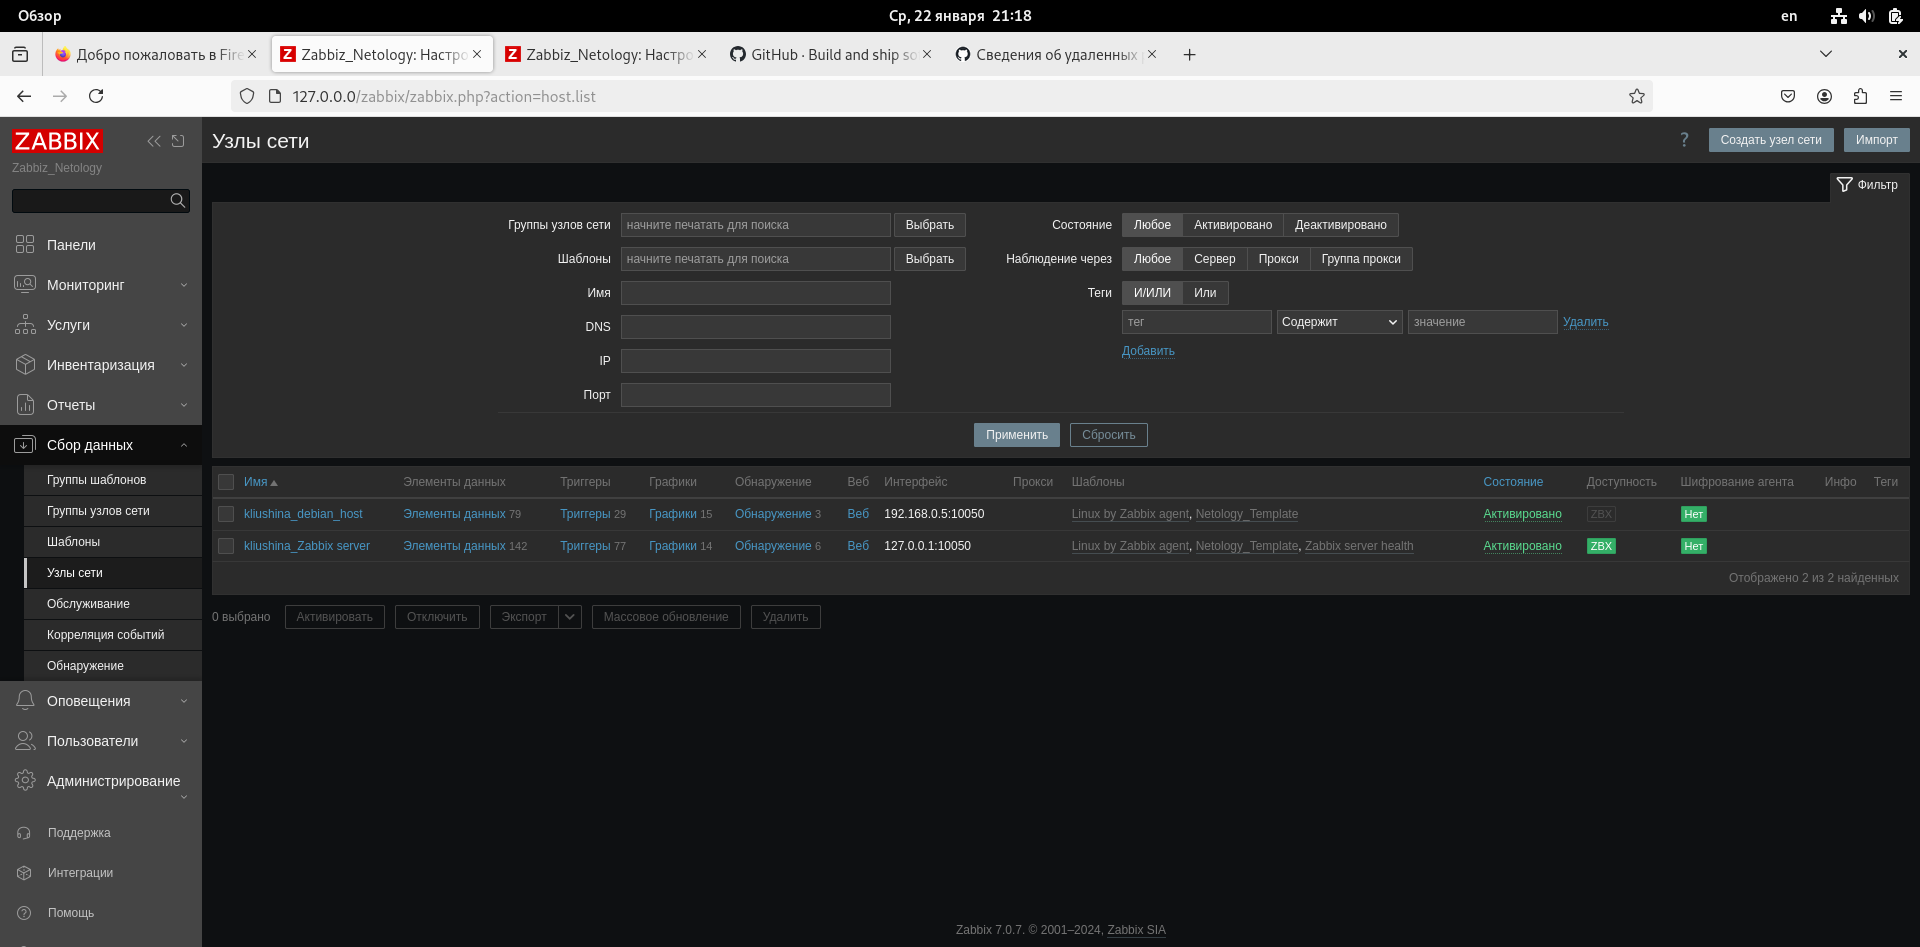 Обзор
Ср, 22 января 21:18
en
Добро пожаловать в Fire
Zabbiz_Netology: Настро
Zabbiz_Netology: Настро
GitHub · Build and ship so
Сведения об удаленных
127.0.0.0/zabbix/zabbix.php?action=host.list
ZABBIX
Zabbiz_Netology
Панели
Мониторинг
Услуги
Инвентаризация
Отчеты
Сбор данных
Группы шаблонов
Группы узлов сети
Шаблоны
Узлы сети
Обслуживание
Корреляция событий
Обнаружение
Оповещения
Пользователи
Администрирование
Поддержка
Интеграции
Помощь
Узлы сети
? Создать узел сети Импорт
Фильтр
Группы узлов сети начните печатать для поиска Выбрать
Шаблоны начните печатать для поиска Выбрать
Имя
DNS
IP
Порт
Состояние Любое Активировано Деактивировано
Наблюдение через Любое Сервер Прокси Группа прокси
Теги И/ИЛИ Или
тег Содержит значение Удалить
Добавить
Применить Сбросить
Имя Элементы данных Триггеры Графики Обнаружение Веб Интерфейс Прокси Шаблоны Состояние Доступность Шифрование агента Инфо Теги
kliushina_debian_host Элементы данных 79 Триггеры 29 Графики 15 Обнаружение 3 Веб 192.168.0.5:10050 Linux by Zabbix agent, Netology_Template Активировано ZBX Нет
kliushina_Zabbix server Элементы данных 142 Триггеры 77 Графики 14 Обнаружение 6 Веб 127.0.0.1:10050 Linux by Zabbix agent, Netology_Template, Zabbix server health Активировано ZBX Нет
Отображено 2 из 2 найденных
0 выбрано Активировать Отключить Экспорт Массовое обновление Удалить
Zabbix 7.0.7. © 2001–2024, Zabbix SIA